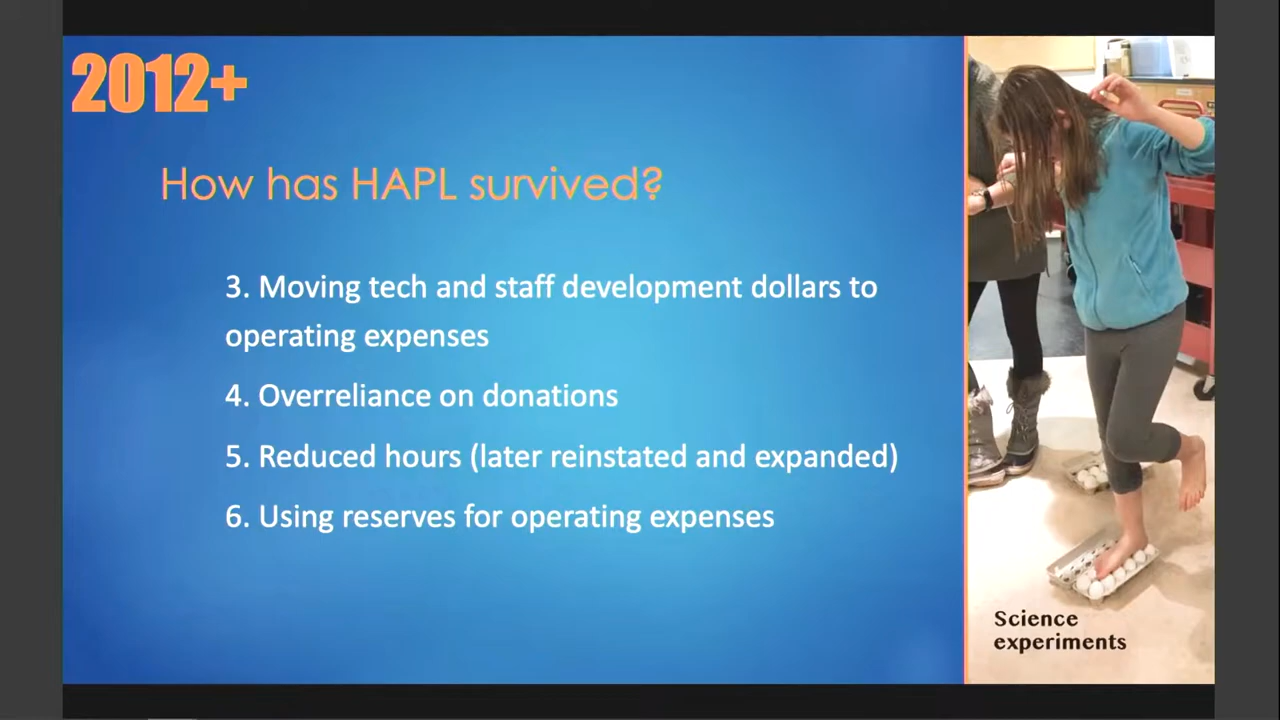 2012+
How has HAPL survived?
3. Moving tech and staff development dollars to
operating expenses
4. Overreliance on donations
5. Reduced hours (later reinstated and expanded)
6. Using reserves for operating expenses
Science
experiments